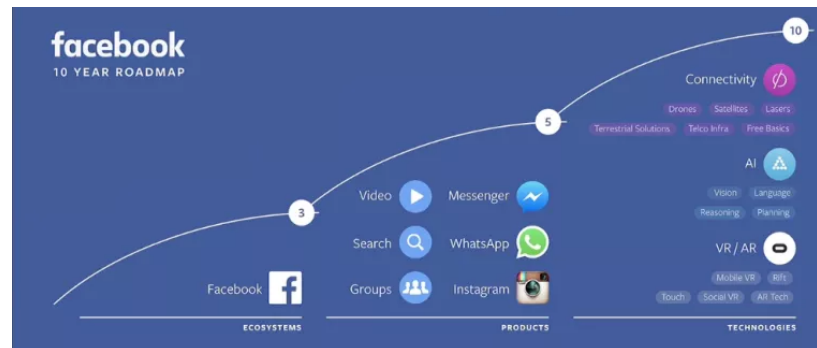 facebook
10 YEAR ROADMAP
10
Connectivity
Drones Satellites Lasers
Terrestrial Solutions Telco Infra Free Basics
5
AI
Vision Language
Reasoning Planning
Video Messenger
3
Search WhatsApp
VR / AR
Mobile VR Rift
Facebook
Groups Instagram
Touch Social VR AR Tech
ECOSYSTEMS
PRODUCTS
TECHNOLOGIES